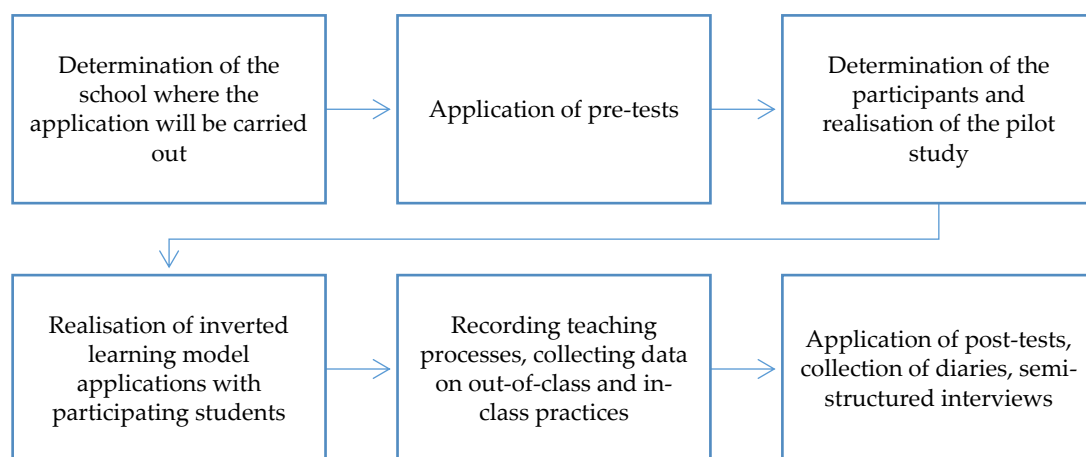 Determination of the
school where the
application will be carried
out
Application of pre-tests
Determination of the
participants and
realisation of the pilot
study
Realisation of inverted
learning model
applications with
participating students
Recording teaching
processes, collecting data
on out-of-class and in-
class practices
Application of post-tests,
collection of diaries, semi-
structured interviews